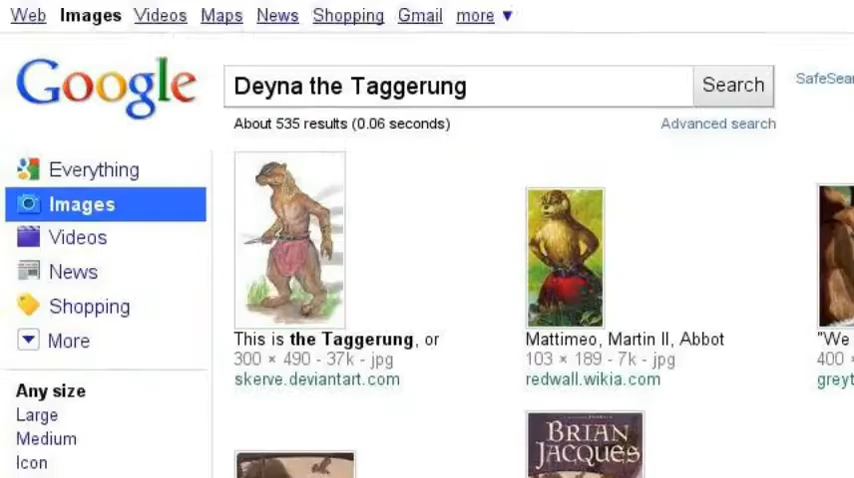 Web Images Videos Maps News Shopping Gmail more ▼
Google
Deyna the Taggerung
Search
About 535 results (0.06 seconds)
Advanced search
Everything
Images
Videos
News
Shopping
More
Any size
Large
Medium
Icon
This is the Taggerung, or
300 × 490 - 37k - jpg
skerve.deviantart.com
Mattimeo, Martin II, Abbot
103 × 189 - 7k - jpg
redwall.wikia.com
"We
400
BRIAN
JACQUES